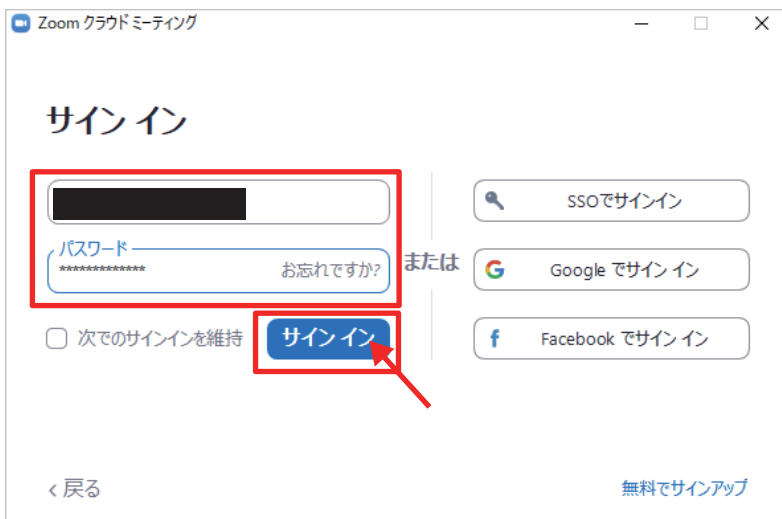 Zoom クラウド ミーティング
サイン イン
パスワード
*************
お忘れですか?
次でのサインインを維持
サイン イン
または
SSOでサインイン
Google でサイン イン
Facebook でサイン イン
戻る
無料でサインアップ